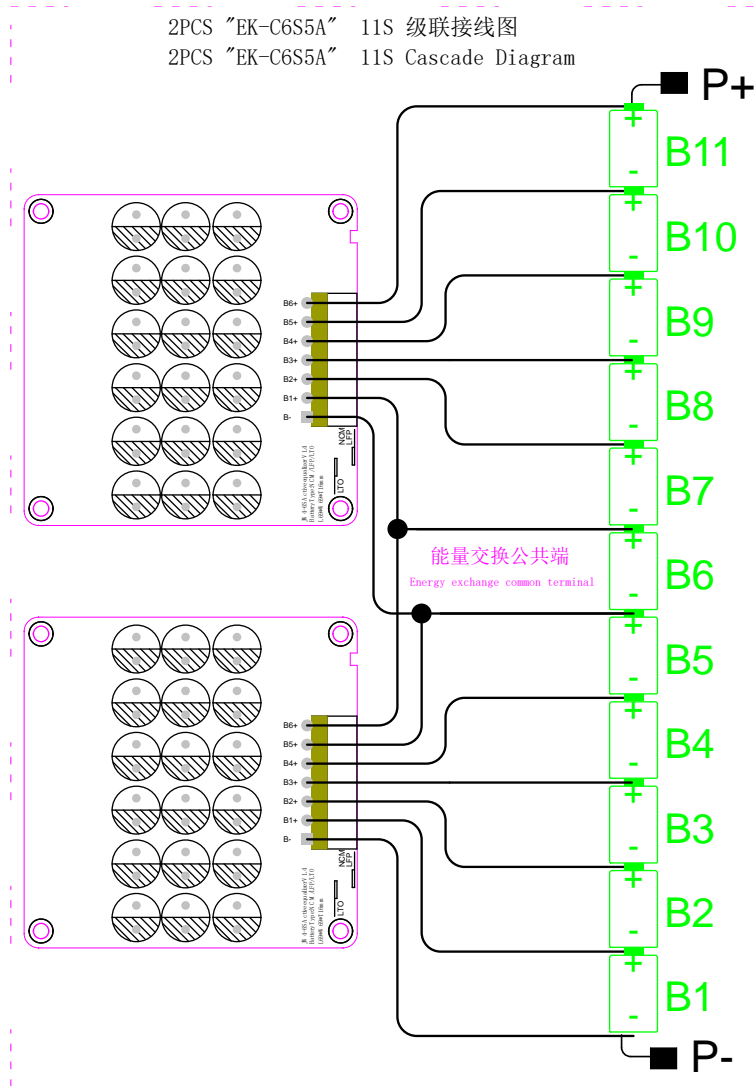 2PCS "EK-C6S5A" 11S 级联接线图
2PCS "EK-C6S5A" 11S Cascade Diagram
P+
+
B11
-
+
B10
-
+
B9
-
+
B8
-
+
B7
-
+
B6
-
+
B5
-
+
B4
-
+
B3
-
+
B2
-
+
B1
-
P-
B6+
B5+
B4+
B3+
B2+
B1+
B-
NCM
LFP
LTO
能量交换公共端
Energy exchange common terminal
B6+
B5+
B4+
B3+
B2+
B1+
B-
NCM
LFP
LTO